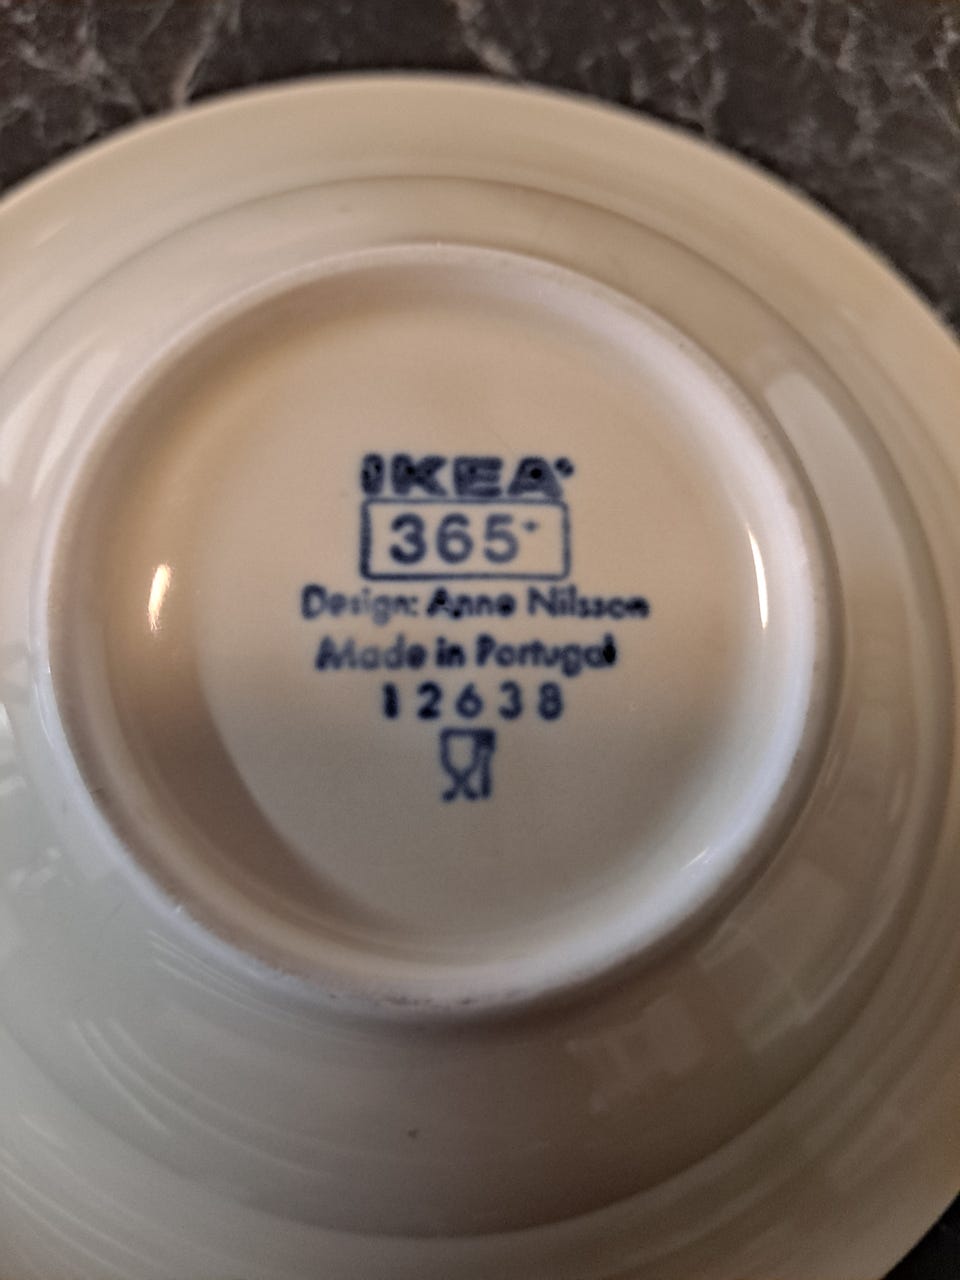 IKEA®
365+
Design: Anne Nilsson
Made in Portugal
12638